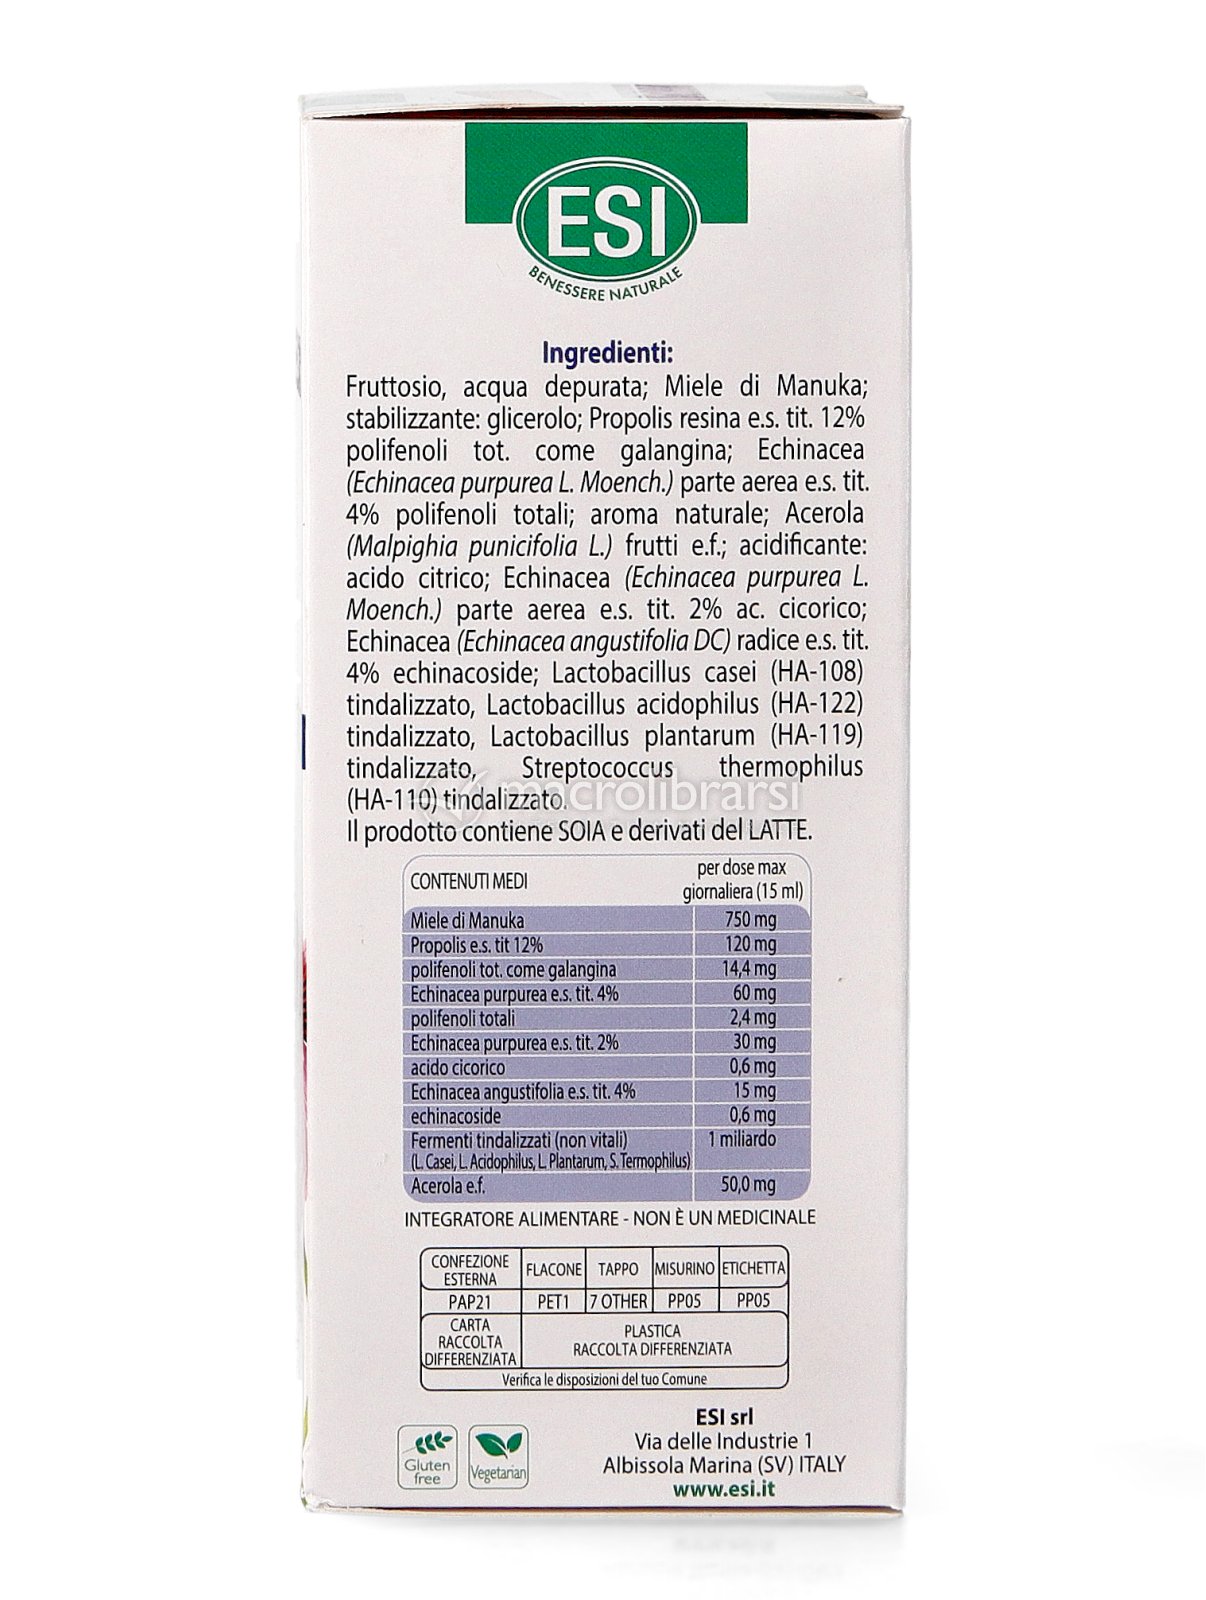 ESI
BENESSERE NATURALE
Ingredienti:
Fruttosio, acqua depurata; Miele di Manuka;
stabilizzante: glicerolo; Propolis resina e.s. tit. 12%
polifenoli tot. come galangina; Echinacea
(Echinacea purpurea L. Moench.) parte aerea e.s. tit.
4% polifenoli totali; aroma naturale; Acerola
(Malpighia punicifolia L.) frutti e.f.; acidificante:
acido citrico; Echinacea (Echinacea purpurea L.
Moench.) parte aerea e.s. tit. 2% ac. cicorico;
Echinacea (Echinacea angustifolia DC) radice e.s. tit.
4% echinacoside; Lactobacillus casei (HA-108)
tindalizzato, Lactobacillus acidophilus (HA-122)
tindalizzato, Lactobacillus plantarum (HA-119)
tindalizzato, Streptococcus thermophilus
(HA-110) tindalizzato.
macrolibrarsi
Il prodotto contiene SOIA e derivati del LATTE.
CONTENUTI MEDI per dose max
giornaliera (15 ml)
Miele di Manuka 750 mg
Propolis e.s. tit 12% 120 mg
polifenoli tot. come galangina 14,4 mg
Echinacea purpurea e.s. tit. 4% 60 mg
polifenoli totali 2,4 mg
Echinacea purpurea e.s. tit. 2% 30 mg
acido cicorico 0,6 mg
Echinacea angustifolia e.s. tit. 4% 15 mg
echinacoside 0,6 mg
Fermenti tindalizzati (non vitali) 1 miliardo
(L. Casei, L. Acidophilus, L. Plantarum, S. Termophilus)
Acerola e.f. 50,0 mg
INTEGRATORE ALIMENTARE - NON È UN MEDICINALE
CONFEZIONE
ESTERNA FLACONE TAPPO MISURINO ETICHETTA
PAP21 PET1 7 OTHER PP05 PP05
CARTA
RACCOLTA
DIFFERENZIATA
PLASTICA
RACCOLTA DIFFERENZIATA
Verifica le disposizioni del tuo Comune
Gluten
free
Vegetarian
ESI srl
Via delle Industrie 1
Albissola Marina (SV) ITALY
www.esi.it